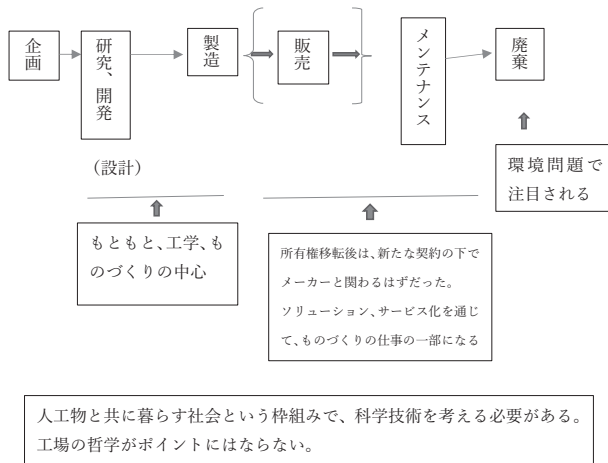 企画
研究、開発
製造
販売
メンテナンス
廃棄
（設計）
環境問題で
注目される
もともと、工学、も
のづくりの中心
所有権移転後は、新たな契約の下で
メーカーと関わるはずだった。
ソリューション、サービス化を通じ
て、ものづくりの仕事の一部になる
人工物と共に暮らす社会という枠組みで、科学技術を考える必要がある。
工場の哲学がポイントにはならない。